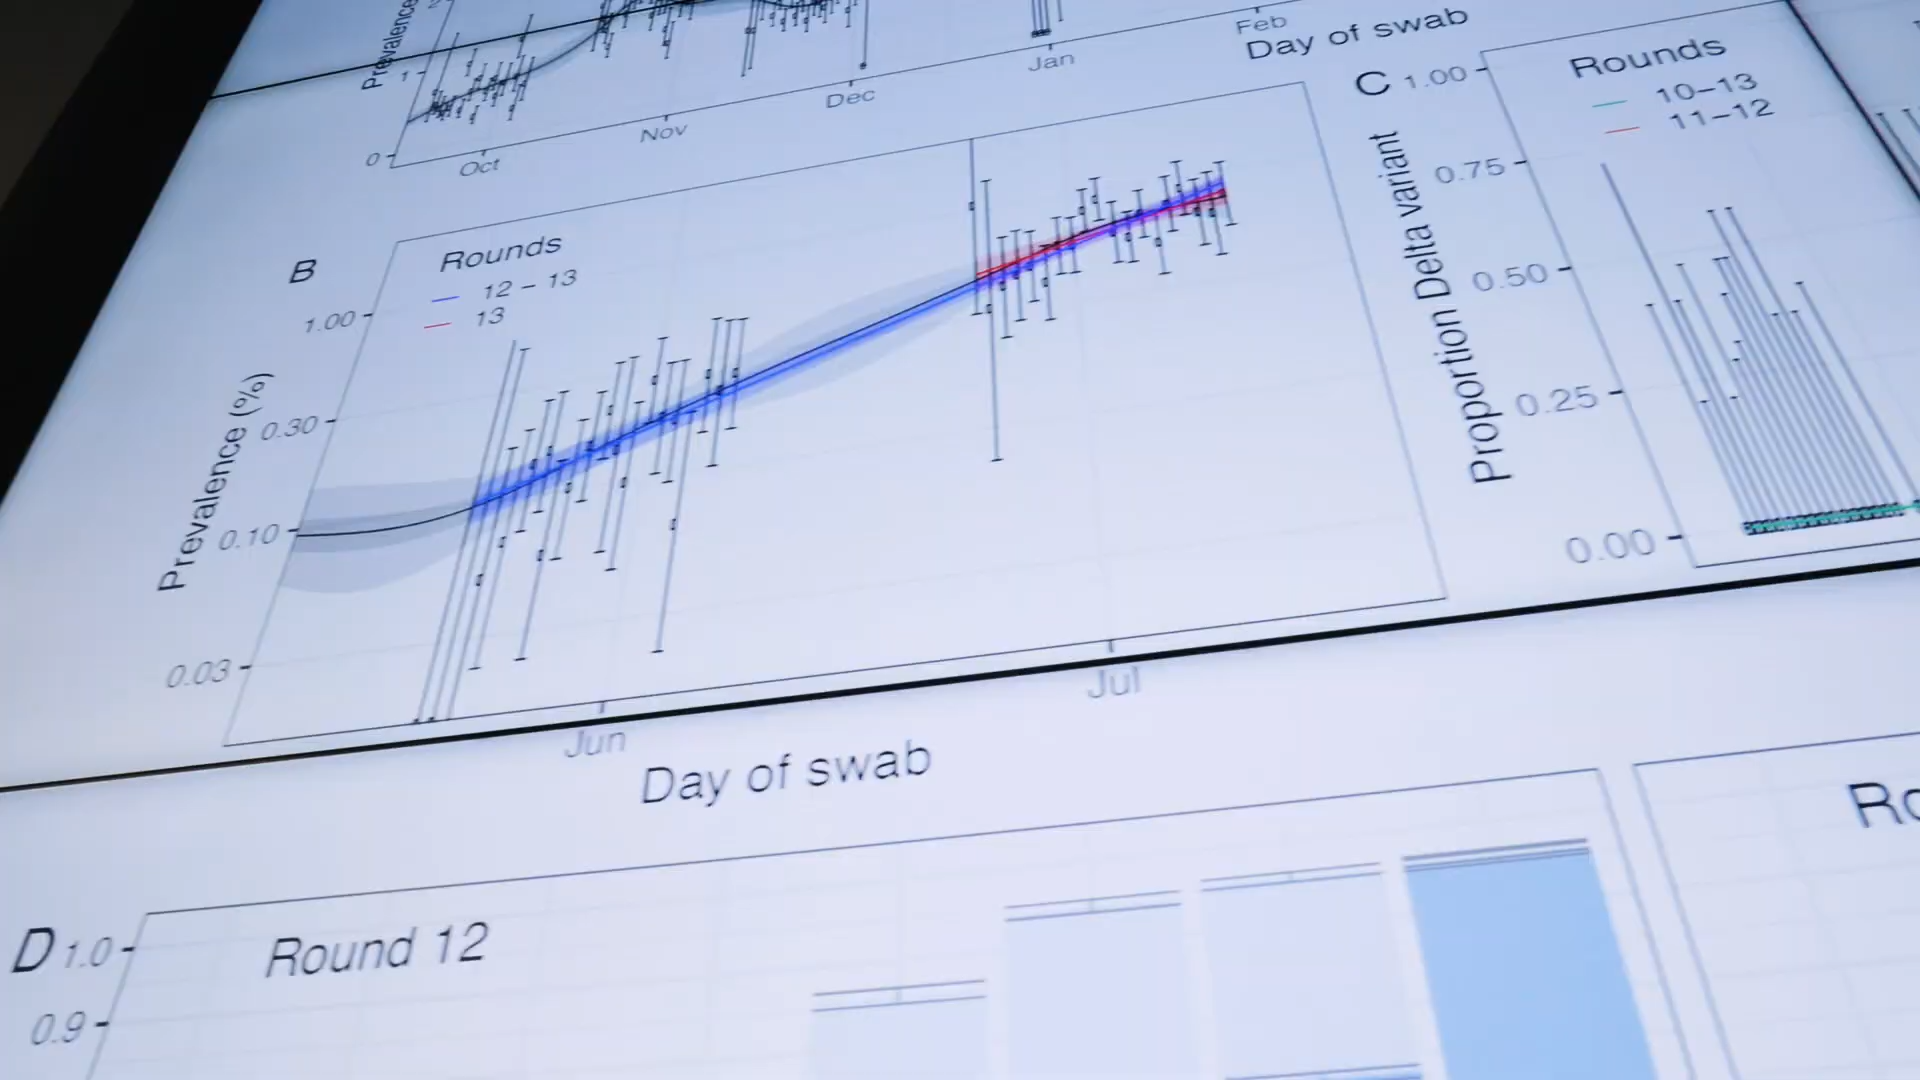 Prevalence
1
0
Oct
Nov
Dec
Jan
Feb
Day of swab
B
Rounds
12 – 13
13
1.00
0.30
0.10
0.03
Prevalence (%)
Jun
Jul
Day of swab
C
1.00
0.75
0.50
0.25
0.00
Proportion Delta variant
Rounds
10–13
11–12
D
1.0
0.9
Round 12